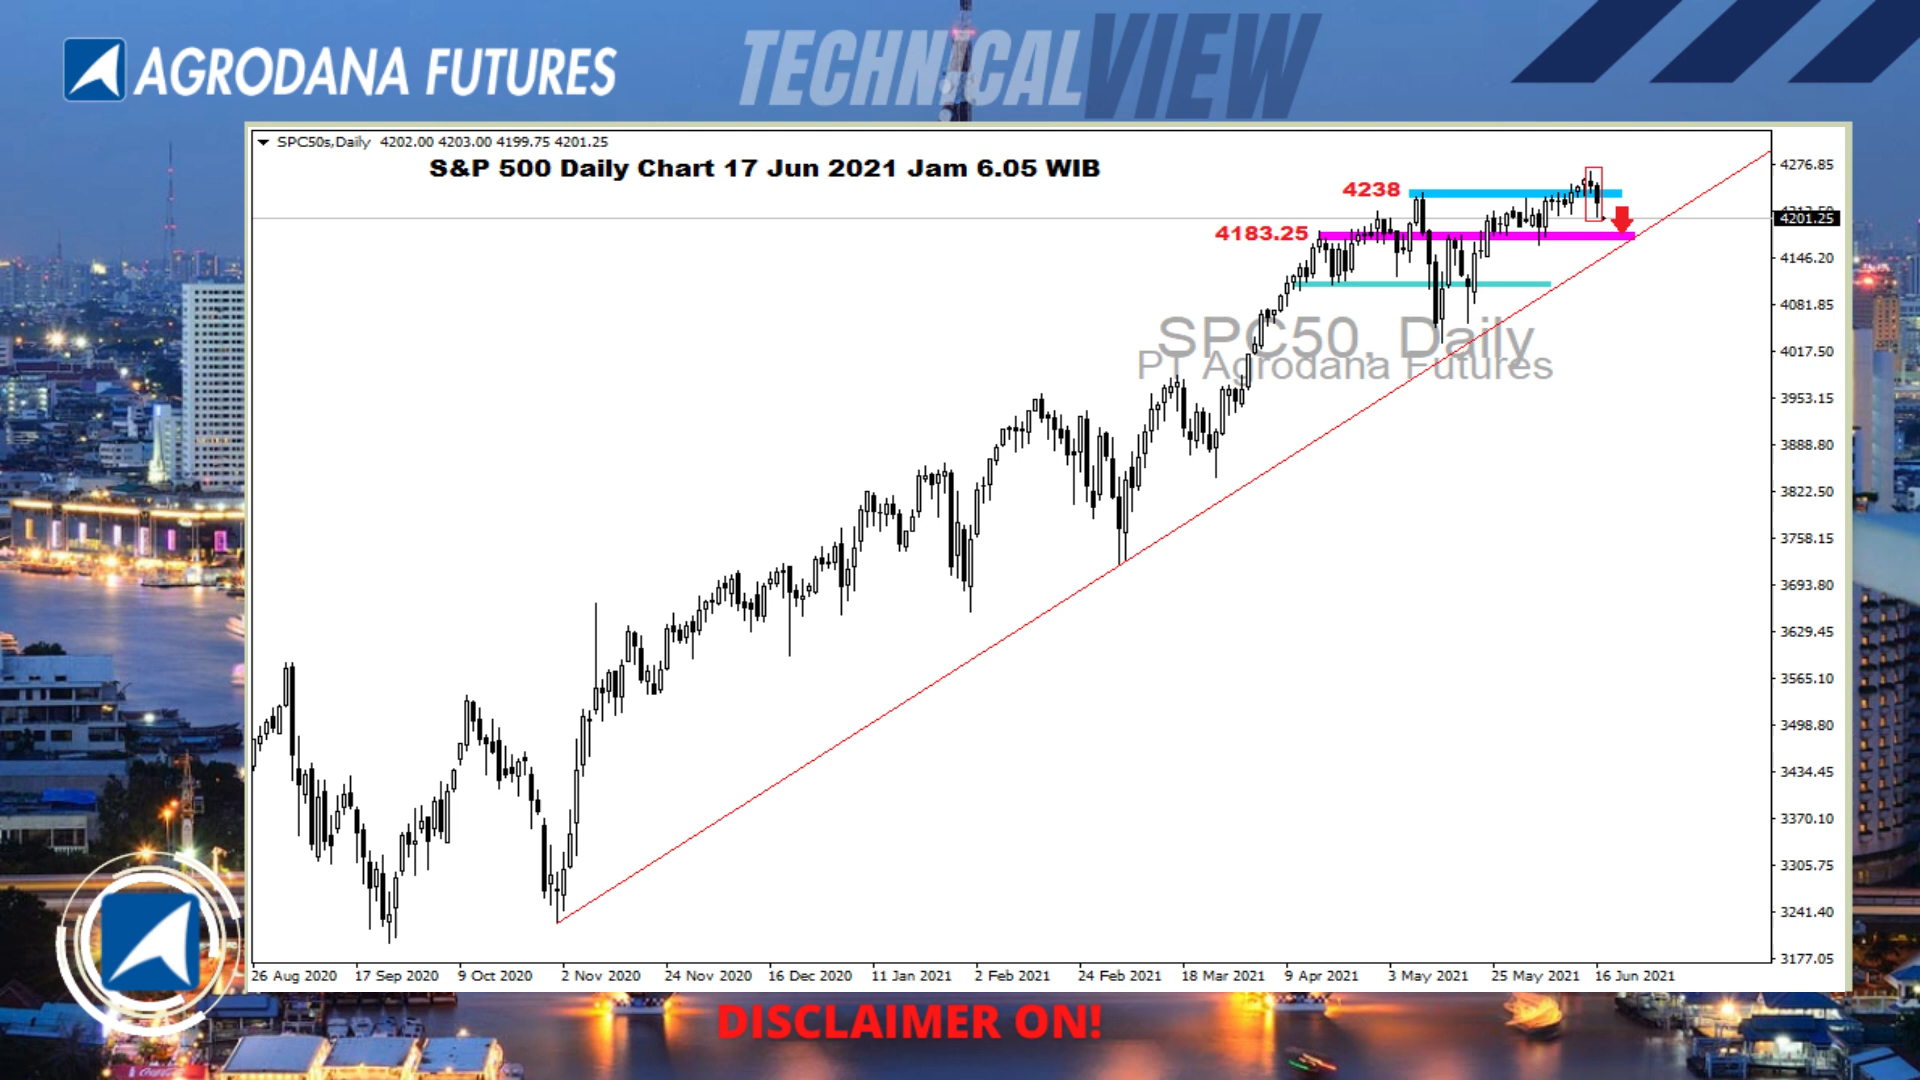 AGRODANA FUTURES
TECHNICAL VIEW
SPC50s,Daily 4202.00 4203.00 4199.75 4201.25
S&P 500 Daily Chart 17 Jun 2021 Jam 6.05 WIB
4276.85
4238
4201.25
4183.25
4146.20
4081.85
SPC50, Daily
PT Agrodana Futures
4017.50
3953.15
3888.80
3822.50
3758.15
3693.80
3629.45
3565.10
3498.80
3434.45
3370.10
3305.75
3241.40
3177.05
26 Aug 2020 17 Sep 2020 9 Oct 2020 2 Nov 2020 24 Nov 2020 16 Dec 2020 11 Jan 2021 2 Feb 2021 24 Feb 2021 18 Mar 2021 9 Apr 2021 3 May 2021 25 May 2021 16 Jun 2021
DISCLAIMER ON!